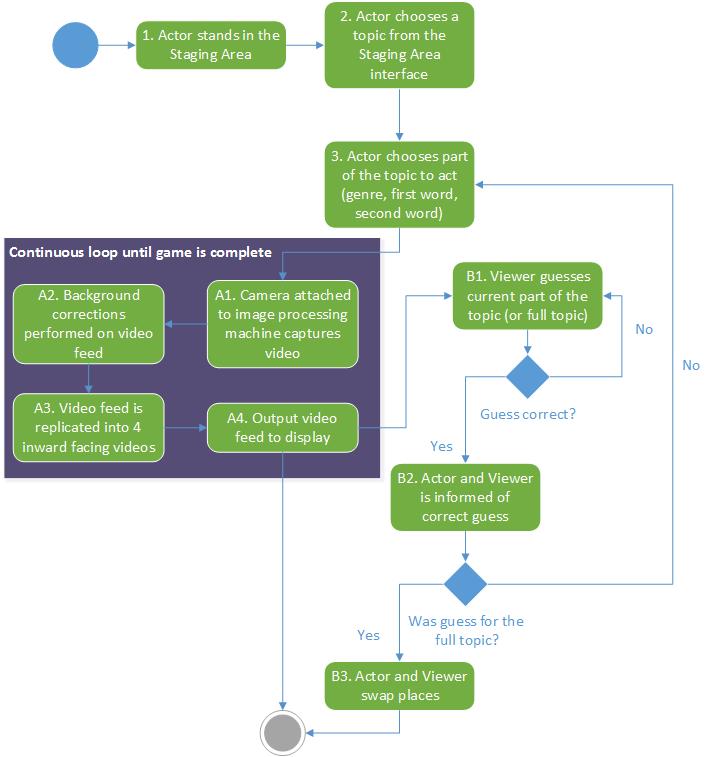 1. Actor stands in the
Staging Area
2. Actor chooses a
topic from the
Staging Area
interface
3. Actor chooses part
of the topic to act
(genre, first word,
second word)
Continuous loop until game is complete
A1. Camera attached
to image processing
machine captures
video
A2. Background
corrections
performed on video
feed
A3. Video feed is
replicated into 4
inward facing videos
A4. Output video
feed to display
B1. Viewer guesses
current part of the
topic (or full topic)
No
No
Guess correct?
Yes
B2. Actor and Viewer
is informed of
correct guess
Was guess for the
full topic?
Yes
B3. Actor and Viewer
swap places